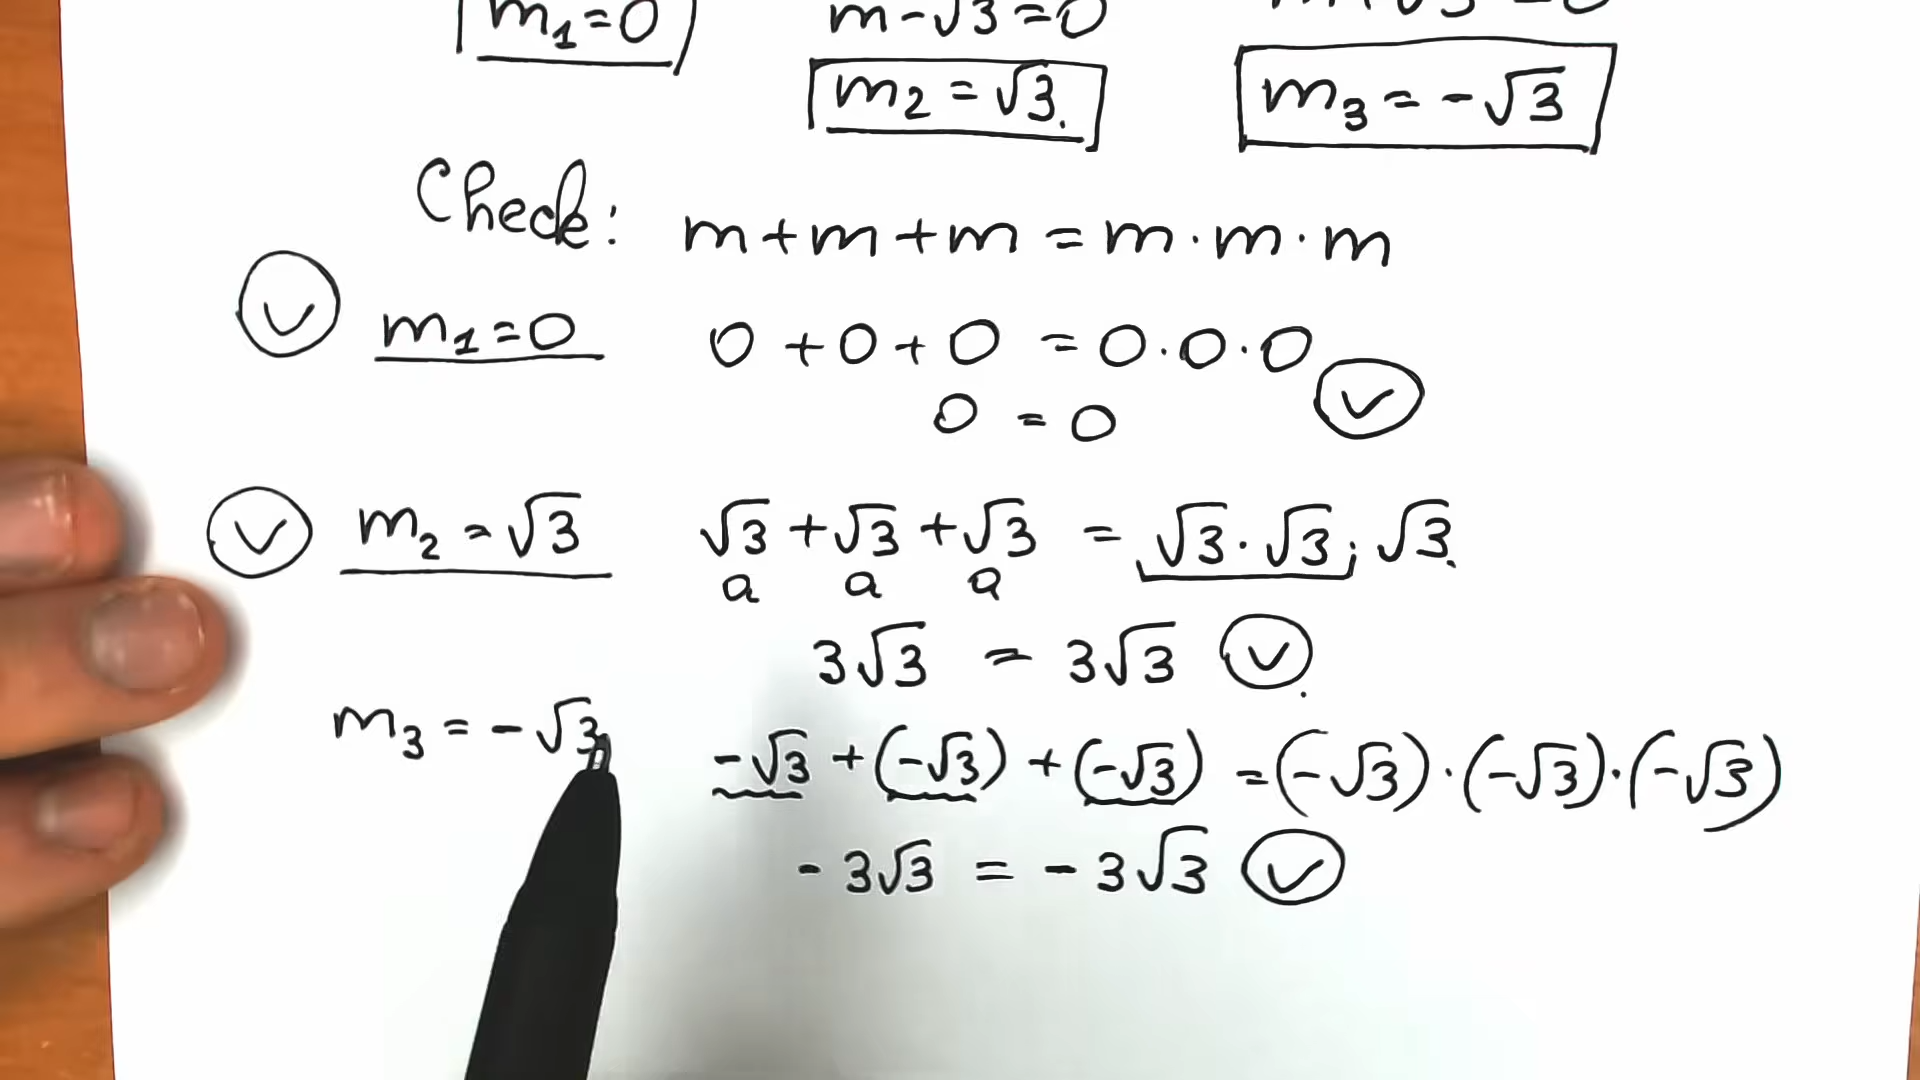 m₁=0
m-√3=0
m₂=√3.
m₃=-√3
Check: m+m+m=m·m·m
m₁=0 0+0+0=0·0·0
0=0
m₂=√3 √3+√3+√3=√3·√3·√3.
a a a
3√3=3√3
m₃=-√3 -√3+(-√3)+(-√3)=(-√3)·(-√3)·(-√3)
-3√3=-3√3